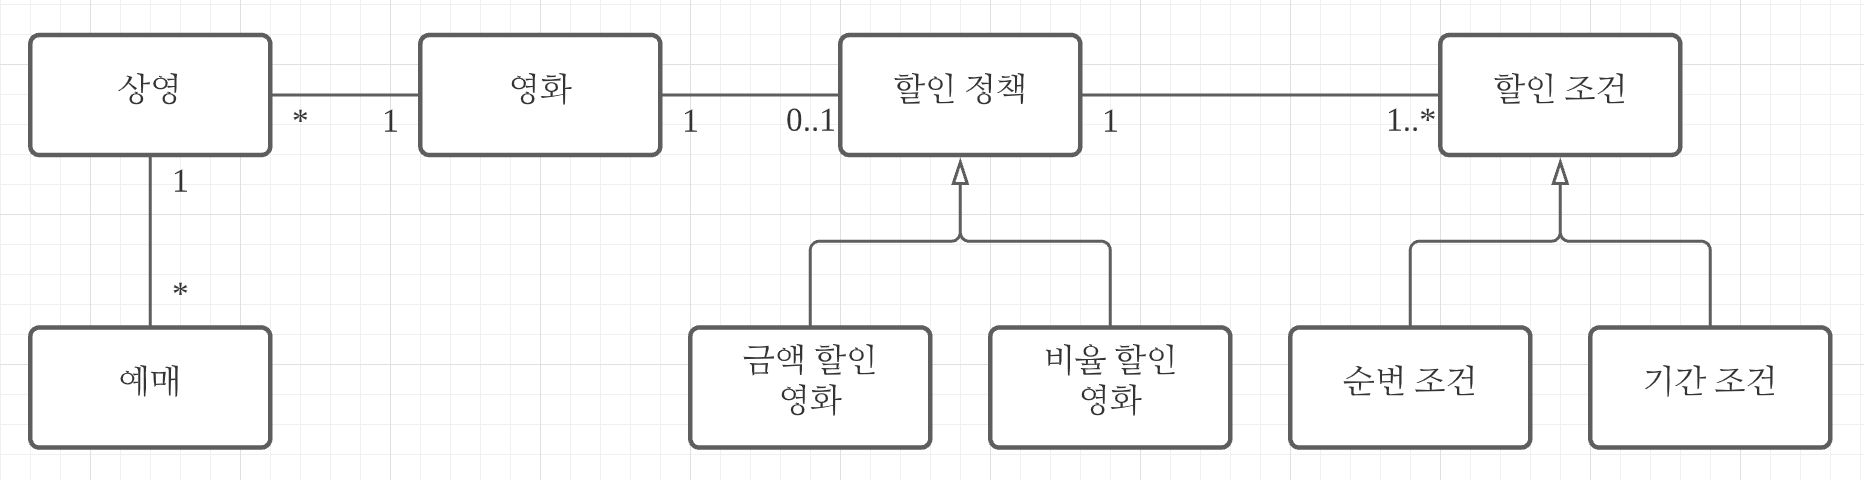 상영
영화
할인 정책
할인 조건
*
1
1
0..1
1
1..*
1
*
예매
금액 할인
영화
비율 할인
영화
순번 조건
기간 조건